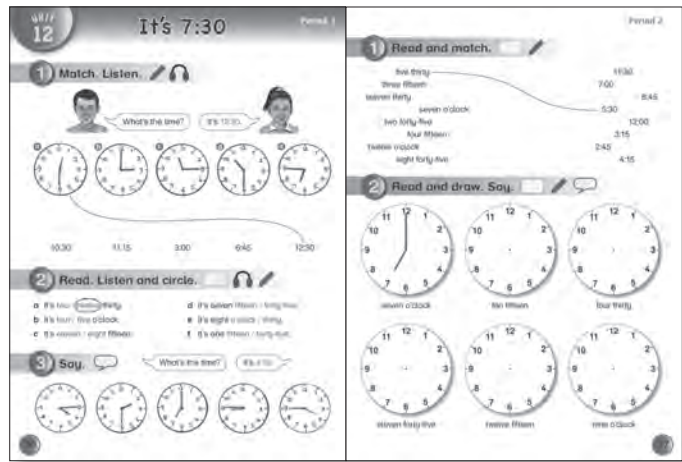 UNIT 12
It's 7:30
Period 1
1 Match. Listen.
What's the time?
It's 12:30.
a b c d e
10:30 11:15 3:00 6:45 12:30
2 Read. Listen and circle.
a It's four / twelve thirty.
b It's four / five o'clock.
c It's eleven / eight fifteen.
d It's seven fifteen / forty-five.
e It's eight o'clock / thirty.
f It's one fifteen / forty-five.
3 Say.
What's the time?
Period 2
1 Read and match.
five thirty 11:30
three fifteen 7:00
eleven thirty 8:45
seven o'clock 5:30
two forty-five 12:00
four fifteen 3:15
twelve o'clock 2:45
eight forty-five 4:15
2 Read and draw. Say.
seven o'clock ten fifteen four thirty
eleven forty-five twelve fifteen nine o'clock